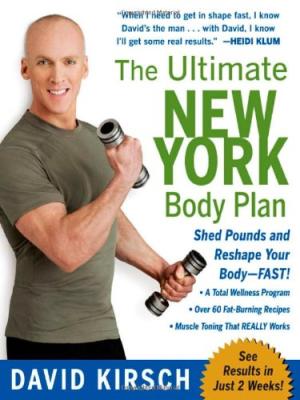 "When I need to get in shape fast, I know
David's the man . . . with David, I know
I'll get some real results." —HEIDI KLUM
The Ultimate
NEW
YORK
Body Plan
Shed Pounds and
Reshape Your
Body—FAST!
• A Total Wellness Program
• Over 60 Fat-Burning Recipes
• Muscle Toning That REALLY Works
See
Results in
Just 2 Weeks!
DAVID KIRSCH